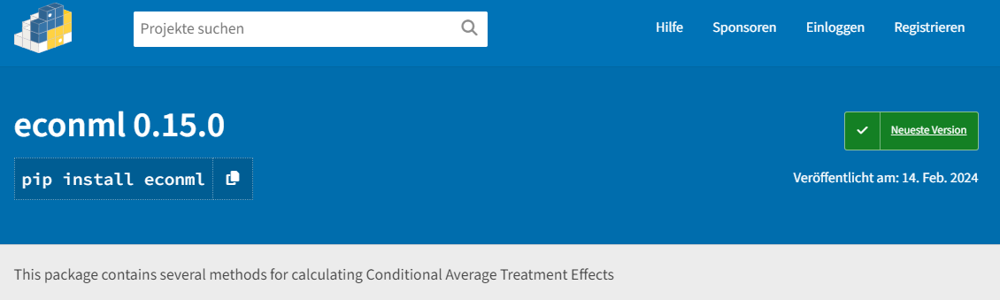 Projekte suchen
Hilfe Sponsoren Einloggen Registrieren
econml 0.15.0
Neueste Version
pip install econml
Veröffentlicht am: 14. Feb. 2024
This package contains several methods for calculating Conditional Average Treatment Effects